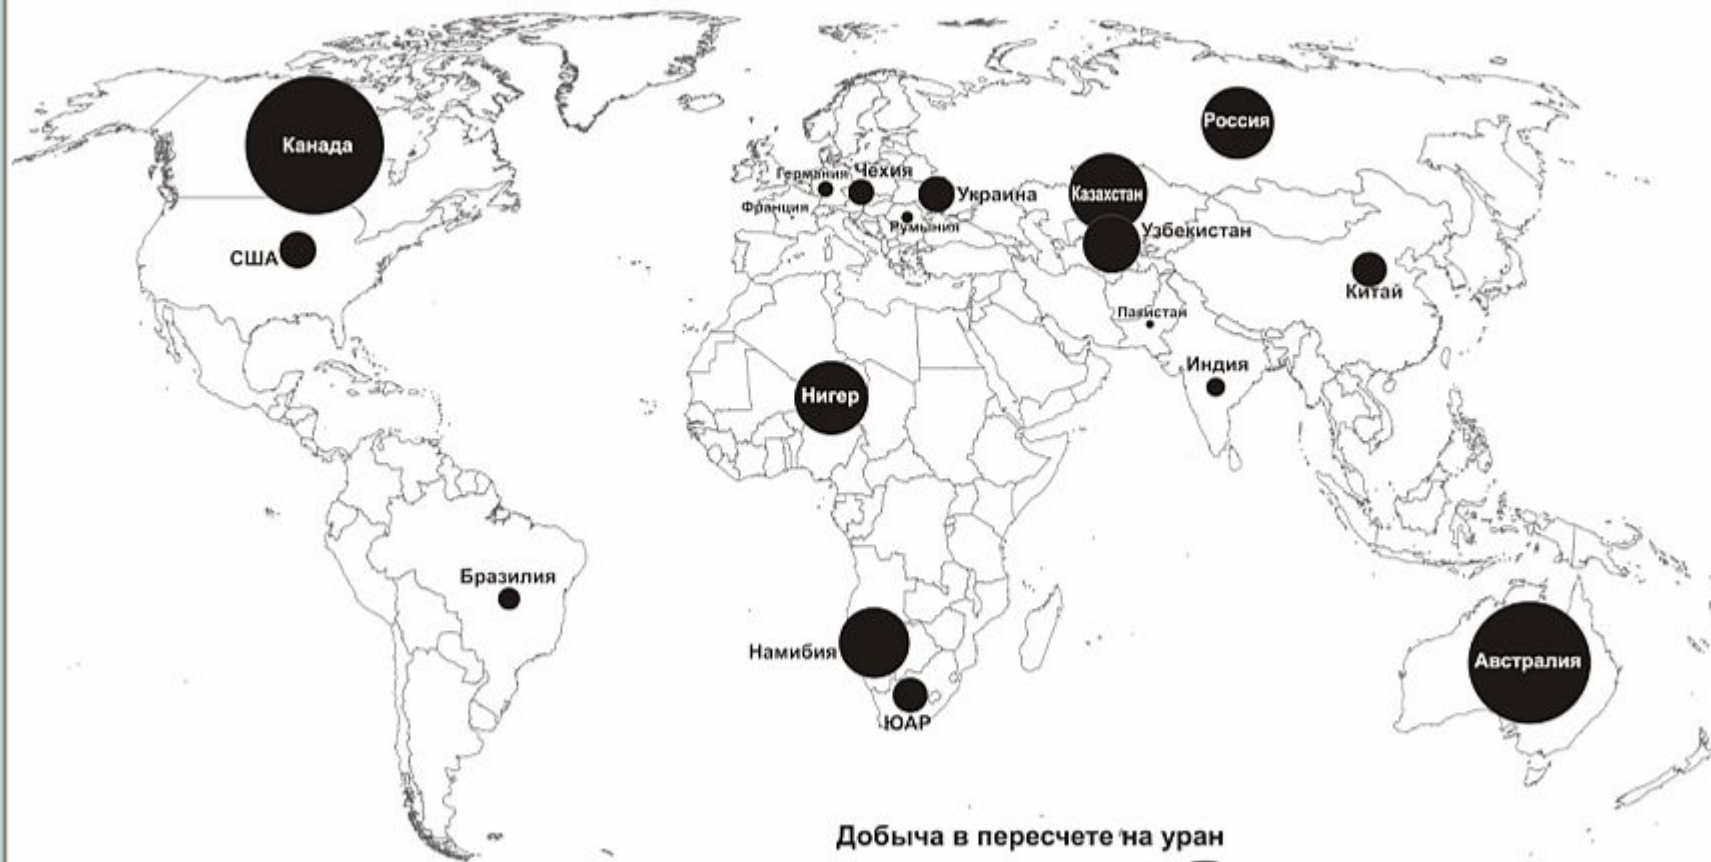 Канада
Россия
Германия
Чехия
Казахстан
Украина
Франция
Румыния
Узбекистан
США
Китай
Пакистан
Индия
Нигер
Бразилия
Намибия
Австралия
ЮАР
Добыча в пересчете на уран